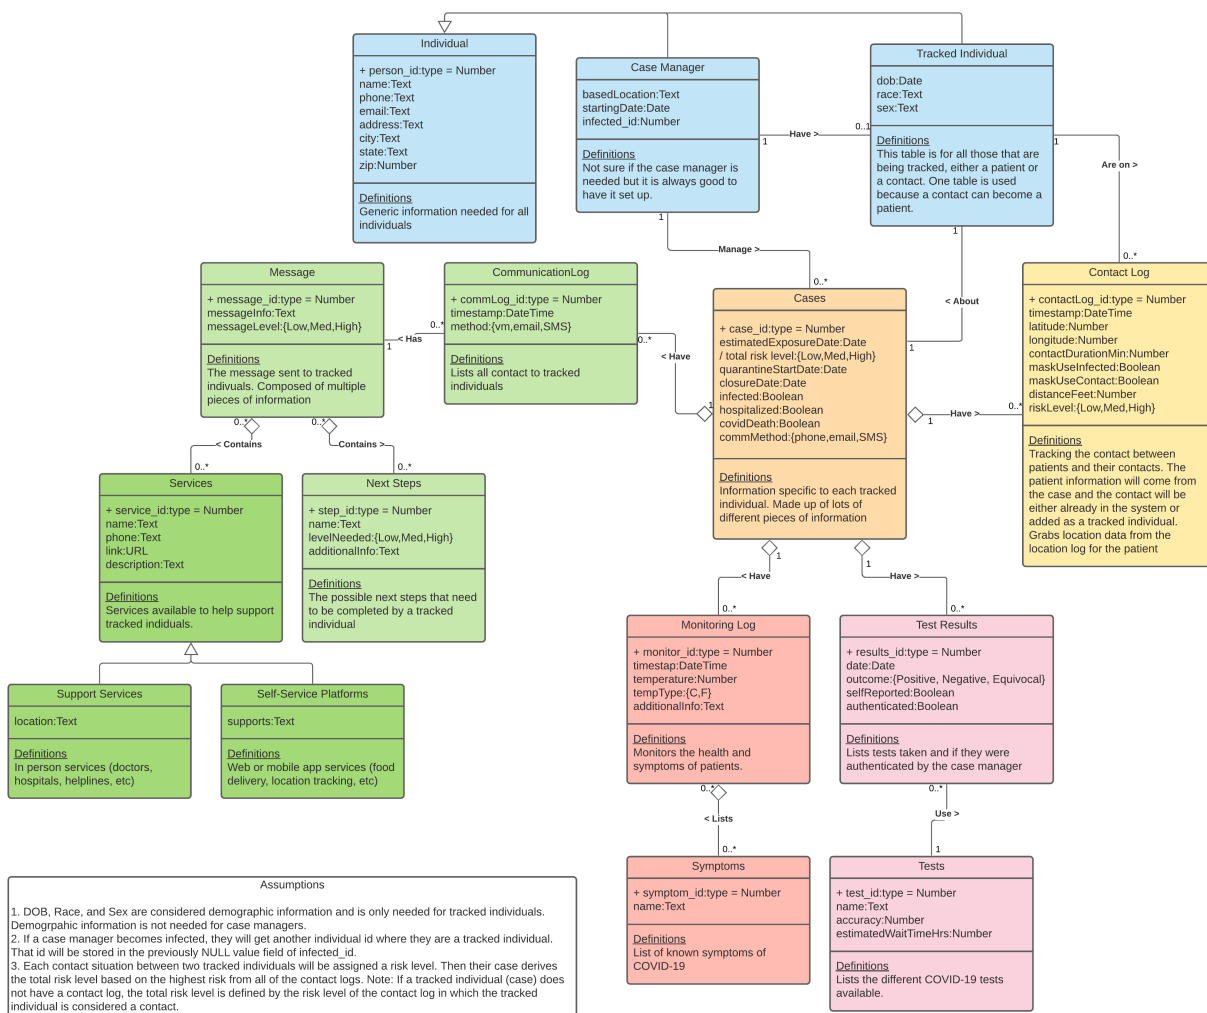 Individual
+ person_id:type = Number
name:Text
phone:Text
email:Text
address:Text
city:Text
state:Text
zip:Number
Definitions
Generic information needed for all
individuals
Case Manager
basedLocation:Text
startingDate:Date
infected_id:Number
Definitions
Not sure if the case manager is
needed but it is always good to
have it set up.
1
Have >
0..1
Tracked Individual
dob:Date
race:Text
sex:Text
Definitions
This table is for all those that are
being tracked, either a patient or
a contact. One table is used
because a contact can become a
patient.
1
Are on >
0..*
1
Manage >
0..*
1
< About
1
Message
+ message_id:type = Number
messageInfo:Text
messageLevel:{Low,Med,High}
Definitions
The message sent to tracked
indivuals. Composed of multiple
pieces of information
1
< Has
0..*
CommunicationLog
+ commLog_id:type = Number
timestamp:DateTime
method:{vm,email,SMS}
Definitions
Lists all contact to tracked
individuals
0..*
< Have
1
Cases
+ case_id:type = Number
estimatedExposureDate:Date
/ total risk level:{Low,Med,High}
quarantineStartDate:Date
closureDate:Date
infected:Boolean
hospitalized:Boolean
covidDeath:Boolean
commMethod:{phone,email,SMS}
Definitions
Information specific to each tracked
individual. Made up of lots of
different pieces of information
1
Have >
0..*
Contact Log
+ contactLog_id:type = Number
timestamp:DateTime
latitude:Number
longitude:Number
contactDurationMin:Number
maskUseInfected:Boolean
maskUseContact:Boolean
distanceFeet:Number
riskLevel:{Low,Med,High}
Definitions
Tracking the contact between
patients and their contacts. The
patient information will come from
the case and the contact will be
either already in the system or
added as a tracked individual.
Grabs location data from the
location log for the patient
0..*
< Contains
0..*
0..*
Contains >
0..*
Services
+ service_id:type = Number
name:Text
phone:Text
link:URL
description:Text
Definitions
Services available to help support
tracked indiduals.
Next Steps
+ step_id:type = Number
name:Text
levelNeeded:{Low,Med,High}
additionalInfo:Text
Definitions
The possible next steps that need
to be completed by a tracked
individual
1
< Have
0..*
1
Have >
0..*
Support Services
location:Text
Definitions
In person services (doctors,
hospitals, helplines, etc)
Self-Service Platforms
supports:Text
Definitions
Web or mobile app services (food
delivery, location tracking, etc)
Monitoring Log
+ monitor_id:type = Number
timestap:DateTime
temperature:Number
tempType:{C,F}
additionalInfo:Text
Definitions
Monitors the health and
symptoms of patients.
Test Results
+ results_id:type = Number
date:Date
outcome:{Positive, Negative, Equivocal}
selfReported:Boolean
authenticated:Boolean
Definitions
Lists tests taken and if they were
authenticated by the case manager
0..*
< Lists
0..*
0..*
Use >
1
Symptoms
+ symptom_id:type = Number
name:Text
Definitions
List of known symptoms of
COVID-19
Tests
+ test_id:type = Number
name:Text
accuracy:Number
estimatedWaitTimeHrs:Number
Definitions
Lists the different COVID-19 tests
available.
Assumptions
1. DOB, Race, and Sex are considered demographic information and is only needed for tracked individuals.
Demogrpahic information is not needed for case managers.
2. If a case manager becomes infected, they will get another individual id where they are a tracked individual.
That id will be stored in the previously NULL value field of infected_id.
3. Each contact situation between two tracked individuals will be assigned a risk level. Then their case derives
the total risk level based on the highest risk from all of the contact logs. Note: If a tracked individual (case) does
not have a contact log, the total risk level is defined by the risk level of the contact log in which the tracked
individual is considered a contact.